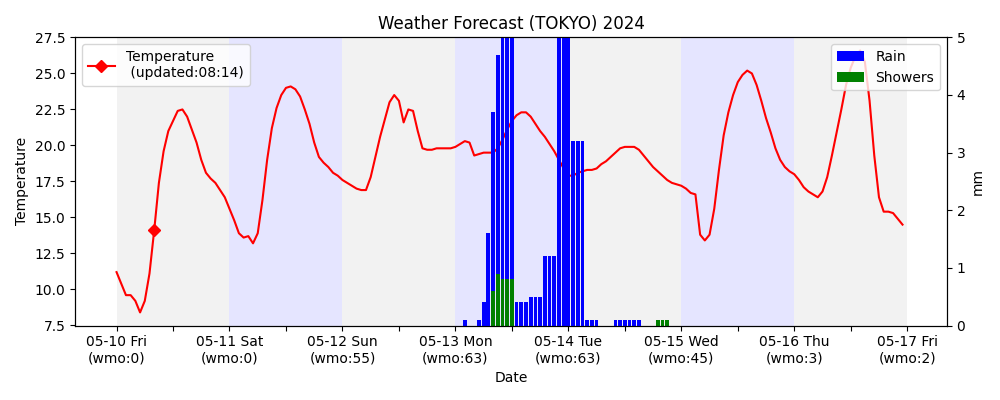 Weather Forecast (TOKYO) 2024
Temperature
(updated:08:14)
Rain
Showers
27.5
25.0
22.5
20.0
17.5
15.0
12.5
10.0
7.5
Temperature
5
4
3
2
1
0
mm
05-10 Fri
(wmo:0)
05-11 Sat
(wmo:0)
05-12 Sun
(wmo:55)
05-13 Mon
(wmo:63)
05-14 Tue
(wmo:63)
05-15 Wed
(wmo:45)
05-16 Thu
(wmo:3)
05-17 Fri
(wmo:2)
Date